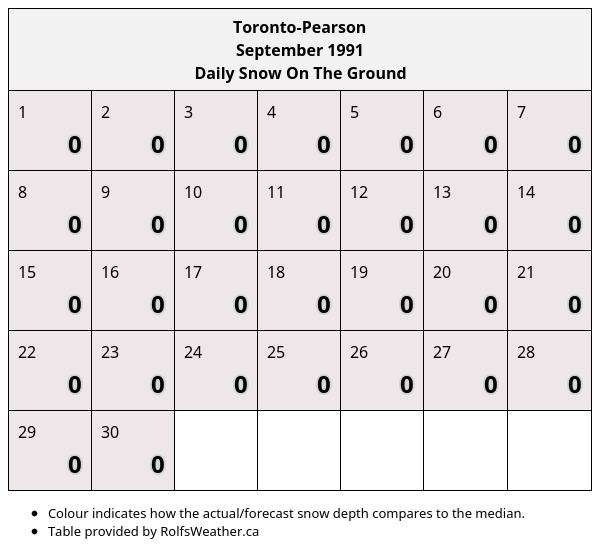 Toronto-Pearson
September 1991
Daily Snow On The Ground
1 2 3 4 5 6 7
0 0 0 0 0 0 0
8 9 10 11 12 13 14
0 0 0 0 0 0 0
15 16 17 18 19 20 21
0 0 0 0 0 0 0
22 23 24 25 26 27 28
0 0 0 0 0 0 0
29 30
0 0
• Colour indicates how the actual/forecast snow depth compares to the median.
• Table provided by RolfsWeather.ca